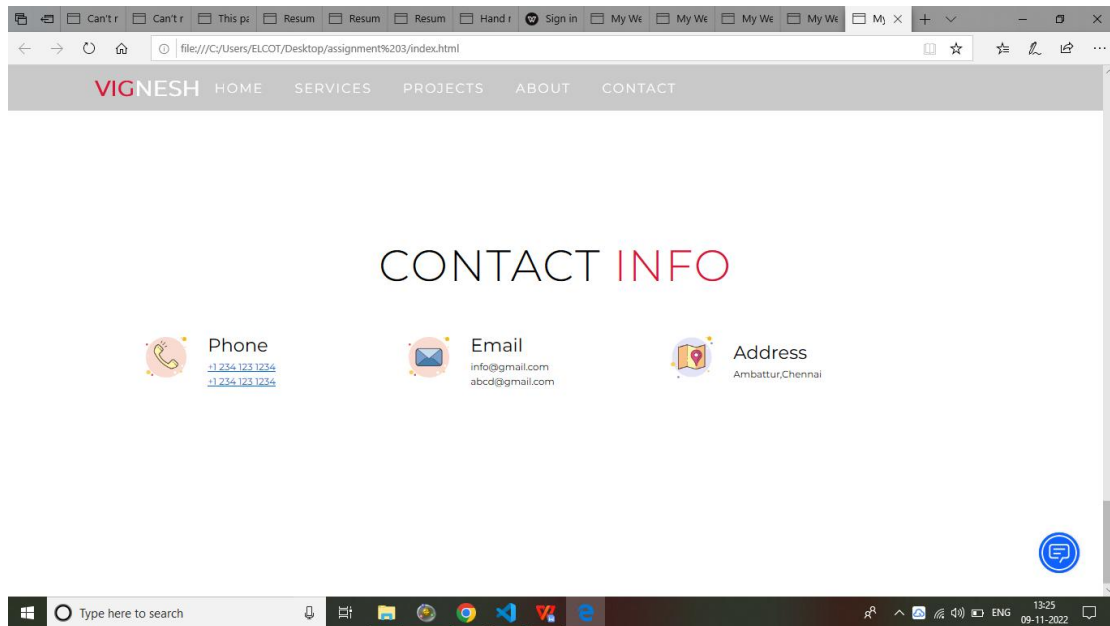 Can't r Can't r This pa Resum Resum Resum Hand r Sign in My We My We My We My We My
file:///C:/Users/ELCOT/Desktop/assignment%203/index.html
VIGNESH HOME SERVICES PROJECTS ABOUT CONTACT
CONTACT INFO
Phone
+1 234 123 1234
+1 234 123 1234
Email
info@gmail.com
abcd@gmail.com
Address
Ambattur,Chennai
Type here to search
ENG
13:25
09-11-2022